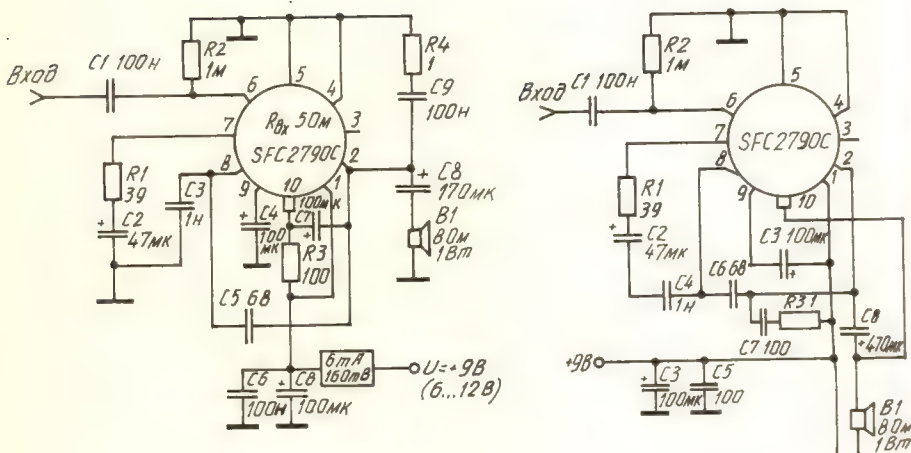 Вход
C1 100н
R2
1м
R4
1
C9
100н
6
5
4
3
2
1
7
8
9
10
Rвх 50м
SFC2790C
R1
39
C2
47мк
C3
1н
C4
100
мк
100мк
C7
R3
100
C8
170мк
B1
8Ом
1Вт
C5 68
6mA
160mB
U=+9В
(6...12В)
C6
100н
C8
100мк
Вход
C1 100н
R2
1м
6
5
4
3
2
1
7
8
9
10
SFC2790C
R1
39
C2
47мк
C4
1н
C6 68
C3 100мк
R3 1
C7 100
C8
470мк
+9В
C3
100мк
C5
100
B1
8Ом
1Вт